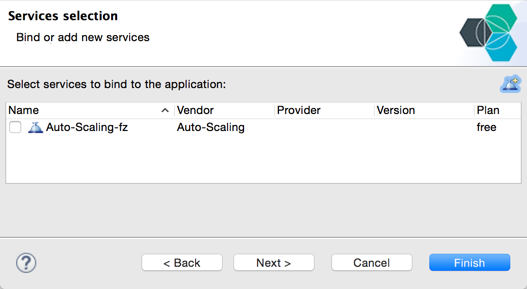 Services selection
Bind or add new services
Select services to bind to the application:
Name Vendor Provider Version Plan
Auto-Scaling-fz Auto-Scaling free
? < Back Next > Cancel Finish